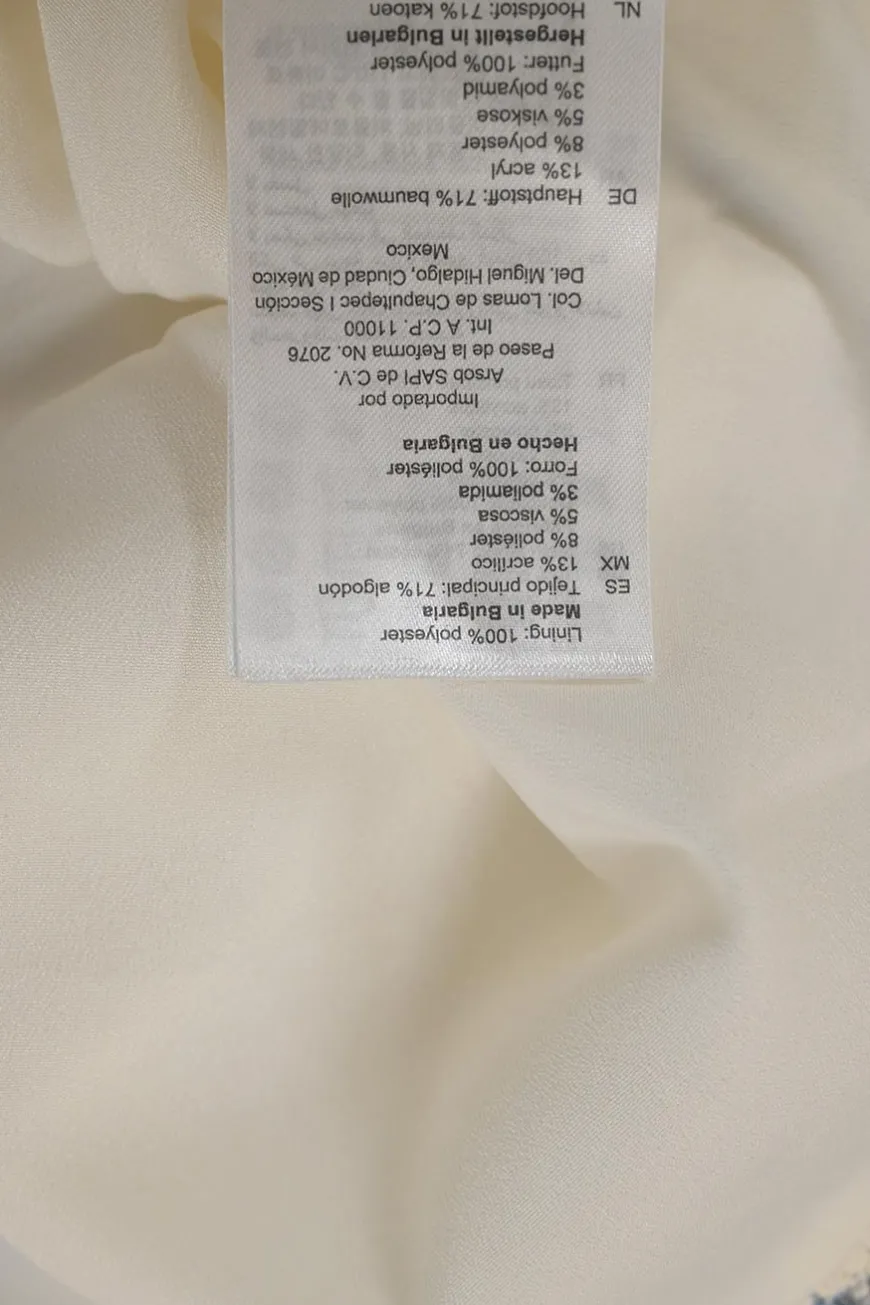 Lining: 100% polyester
Made in Bulgaria
ES Tejido principal: 71% algodón
MX 13% acrílico
8% poliéster
5% viscosa
3% poliamida
Forro: 100% poliéster
Hecho en Bulgaria
Importado por
Arsob SAPI de C.V.
Paseo de la Reforma No. 2076
Int. A C.P. 11000
Col. Lomas de Chapultepec I Sección
Del. Miguel Hidalgo, Ciudad de México
Mexico
DE Hauptstoff: 71% baumwolle
13% acryl
8% polyester
5% viskose
3% polyamid
Futter: 100% polyester
Hergestellt in Bulgarien
NL Hoofdstof: 71% katoen